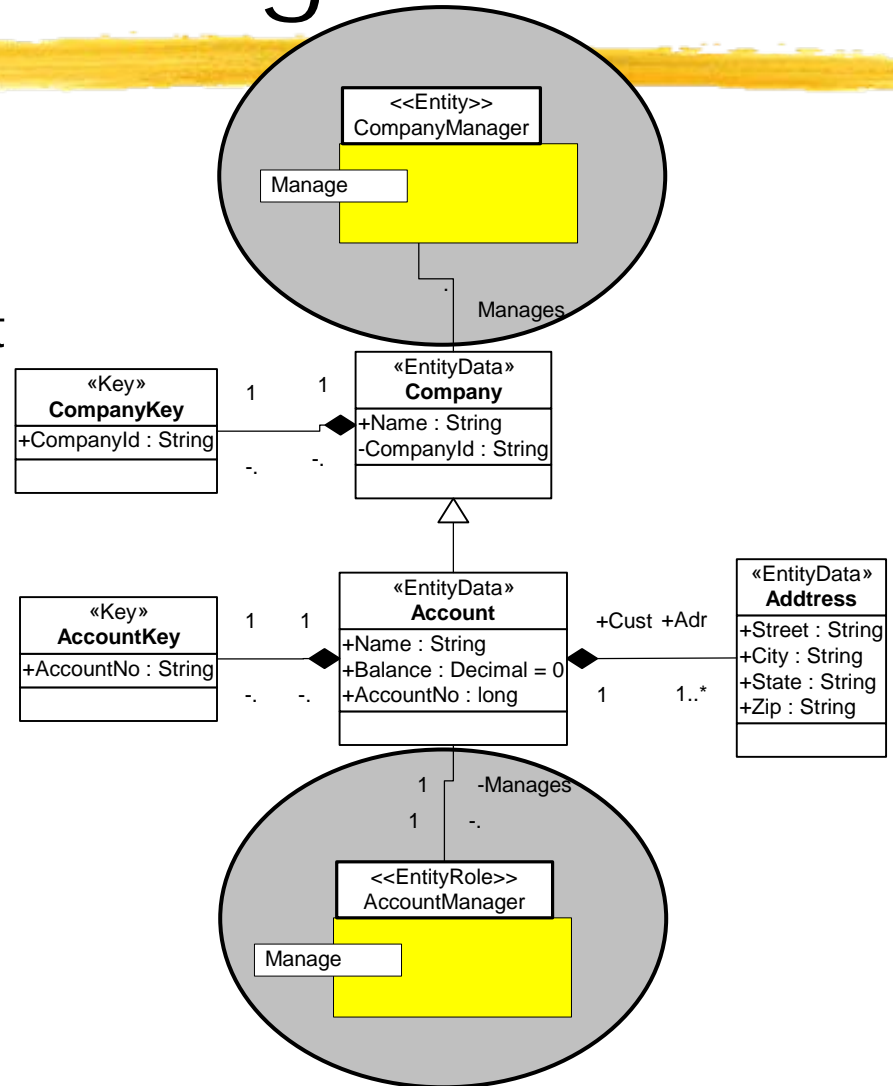 g
<<Entity>>
CompanyManager
Manage
.
Manages
t
«Key»
CompanyKey
+CompanyId : String
1 1
-. -.
«EntityData»
Company
+Name : String
-CompanyId : String
«Key»
AccountKey
+AccountNo : String
1 1
-. -.
«EntityData»
Account
+Name : String
+Balance : Decimal = 0
+AccountNo : long
+Cust +Adr
1 1..*
«EntityData»
Addtress
+Street : String
+City : String
+State : String
+Zip : String
1 -Manages
1 -.
<<EntityRole>>
AccountManager
Manage